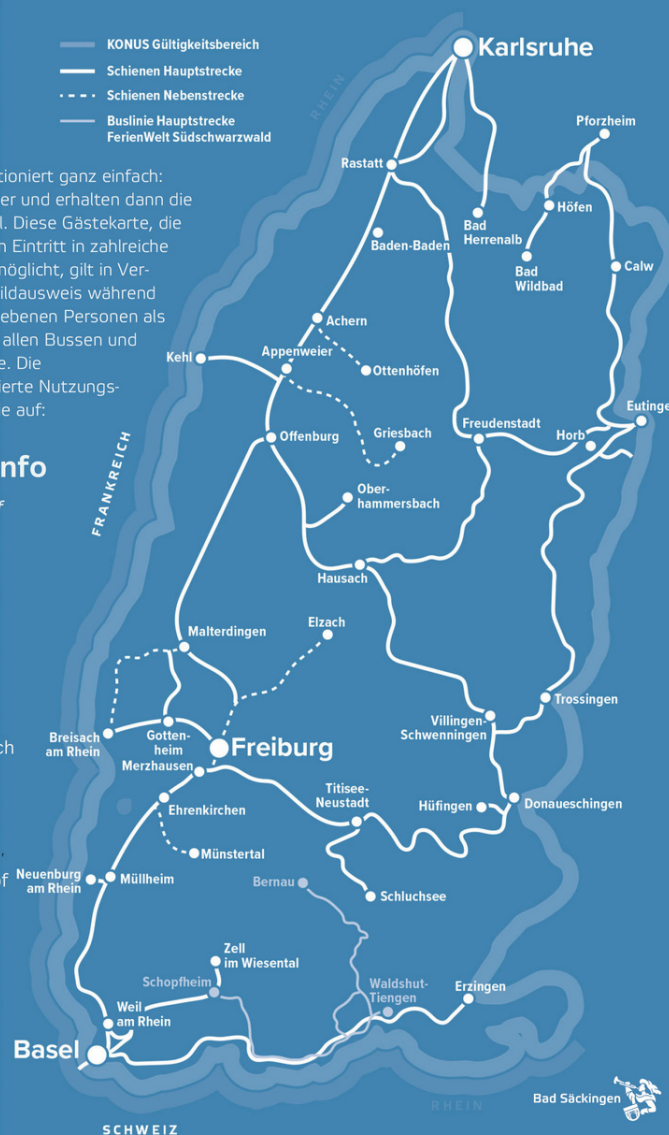 KONUS Gültigkeitsbereich
Schienen Hauptstrecke
Schienen Nebenstrecke
Buslinie Hauptstrecke
FerienWelt Südschwarzwald
tioniert ganz einfach:
er und erhalten dann die
l. Diese Gästekarte, die
n Eintritt in zahlreiche
möglicht, gilt in Ver-
ildausweis während
ebenen Personen als
allen Bussen und
e. Die
ierte Nutzungs-
e auf:
nfo
f
ch
f
Karlsruhe
RHEIN
Pforzheim
Rastatt
Höfen
Bad
Herrenalb
Baden-Baden
Bad
Wildbad
Calw
Achern
Appenweier
Kehl
Ottenhöfen
Eutinge
Offenburg
Griesbach
Freudenstadt
Horb
FRANKREICH
Ober-
hammersbach
Hausach
Elzach
Malterdingen
Trossingen
Villingen-
Schwenningen
Breisach
am Rhein
Gotten-
heim
Freiburg
Merzhausen
Titisee-
Neustadt
Hüfingen
Donaueschingen
Ehrenkirchen
Münstertal
Neuenburg
am Rhein
Müllheim
Bernau
Schluchsee
Zell
im Wiesental
Schopfheim
Waldshut-
Tiengen
Erzingen
Weil
am Rhein
Basel
RHEIN
Bad Säckingen
SCHWEIZ